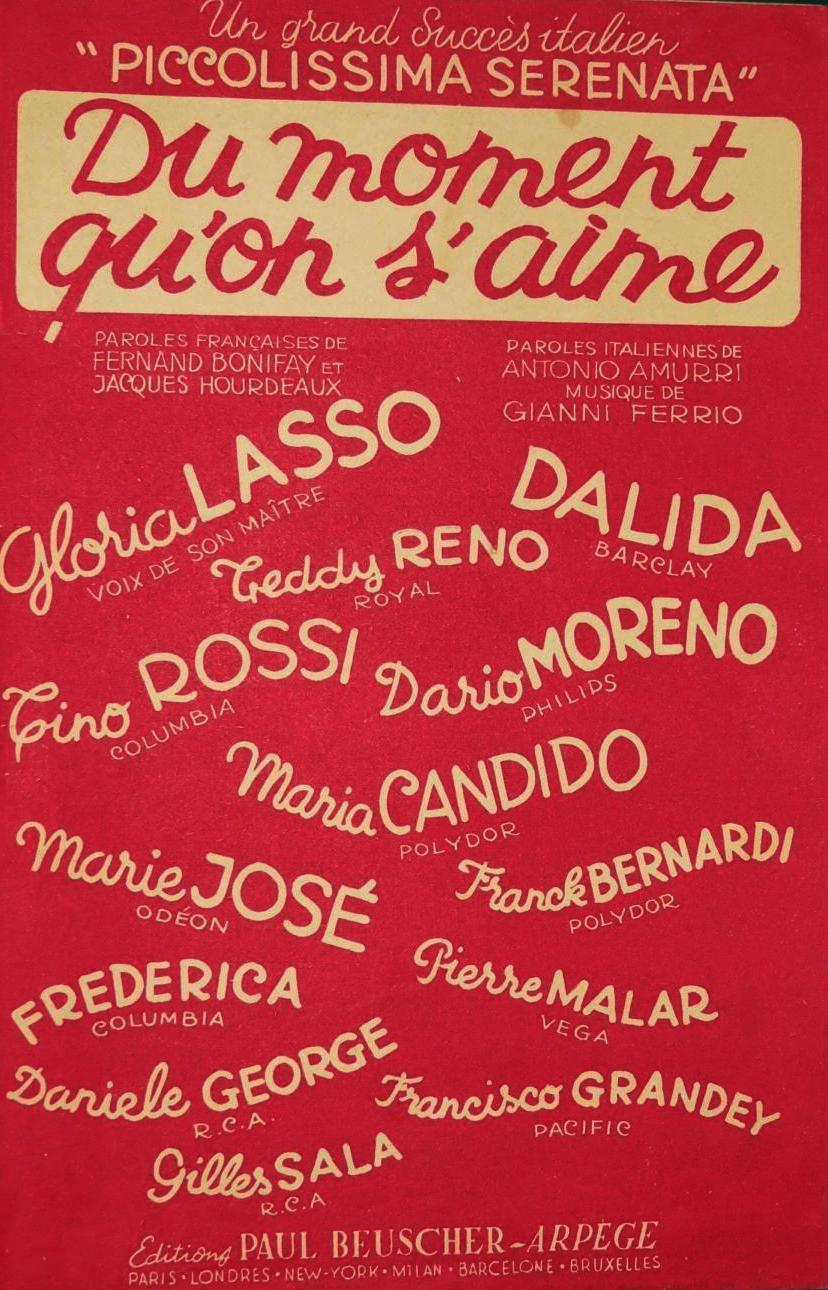 Un grand Succès italien
"PICCOLISSIMA SERENATA"
Du moment
qu'on s'aime
PAROLES FRANÇAISES DE
FERNAND BONIFAY ET
JACQUES HOURDEAUX
PAROLES ITALIENNES DE
ANTONIO AMURRI
MUSIQUE DE
GIANNI FERRIO
Gloria LASSO
VOIX DE SON MAÎTRE
DALIDA
BARCLAY
Teddy RENO
ROYAL
Tino ROSSI
COLUMBIA
Dario MORENO
PHILIPS
Maria CANDIDO
POLYDOR
Marie JOSÉ
ODÉON
Franck BERNARDI
POLYDOR
FREDERICA
COLUMBIA
Pierre MALAR
VEGA
Daniele GEORGE
R.C.A.
Francisco GRANDEY
PACIFIC
Gilles SALA
R.C.A
Editions PAUL BEUSCHER-ARPÈGE
PARIS • LONDRES • NEW-YORK • MILAN • BARCELONE • BRUXELLES